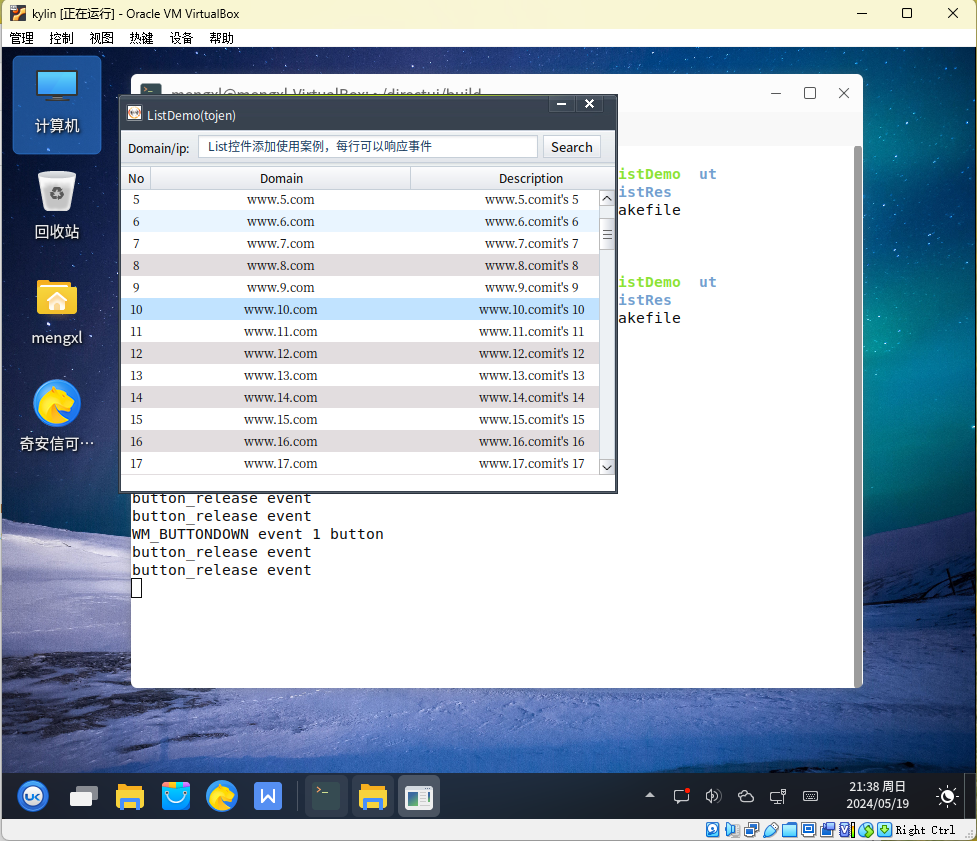 kylin [正在运行] - Oracle VM VirtualBox
管理 控制 视图 热键 设备 帮助
计算机
回收站
mengxl
奇安信可…
mengxl@mengxl-VirtualBox: ~/directui/build
ListDemo(tojen)
Domain/ip: List控件添加使用案例，每行可以响应事件 Search
No Domain Description
5 www.5.com www.5.comit's 5
6 www.6.com www.6.comit's 6
7 www.7.com www.7.comit's 7
8 www.8.com www.8.comit's 8
9 www.9.com www.9.comit's 9
10 www.10.com www.10.comit's 10
11 www.11.com www.11.comit's 11
12 www.12.com www.12.comit's 12
13 www.13.com www.13.comit's 13
14 www.14.com www.14.comit's 14
15 www.15.com www.15.comit's 15
16 www.16.com www.16.comit's 16
17 www.17.com www.17.comit's 17
istDemo ut
istRes
akefile
istDemo ut
istRes
akefile
button_release event
button_release event
WM_BUTTONDOWN event 1 button
button_release event
button_release event
UK
W
21:38 周日
2024/05/19
Right Ctrl